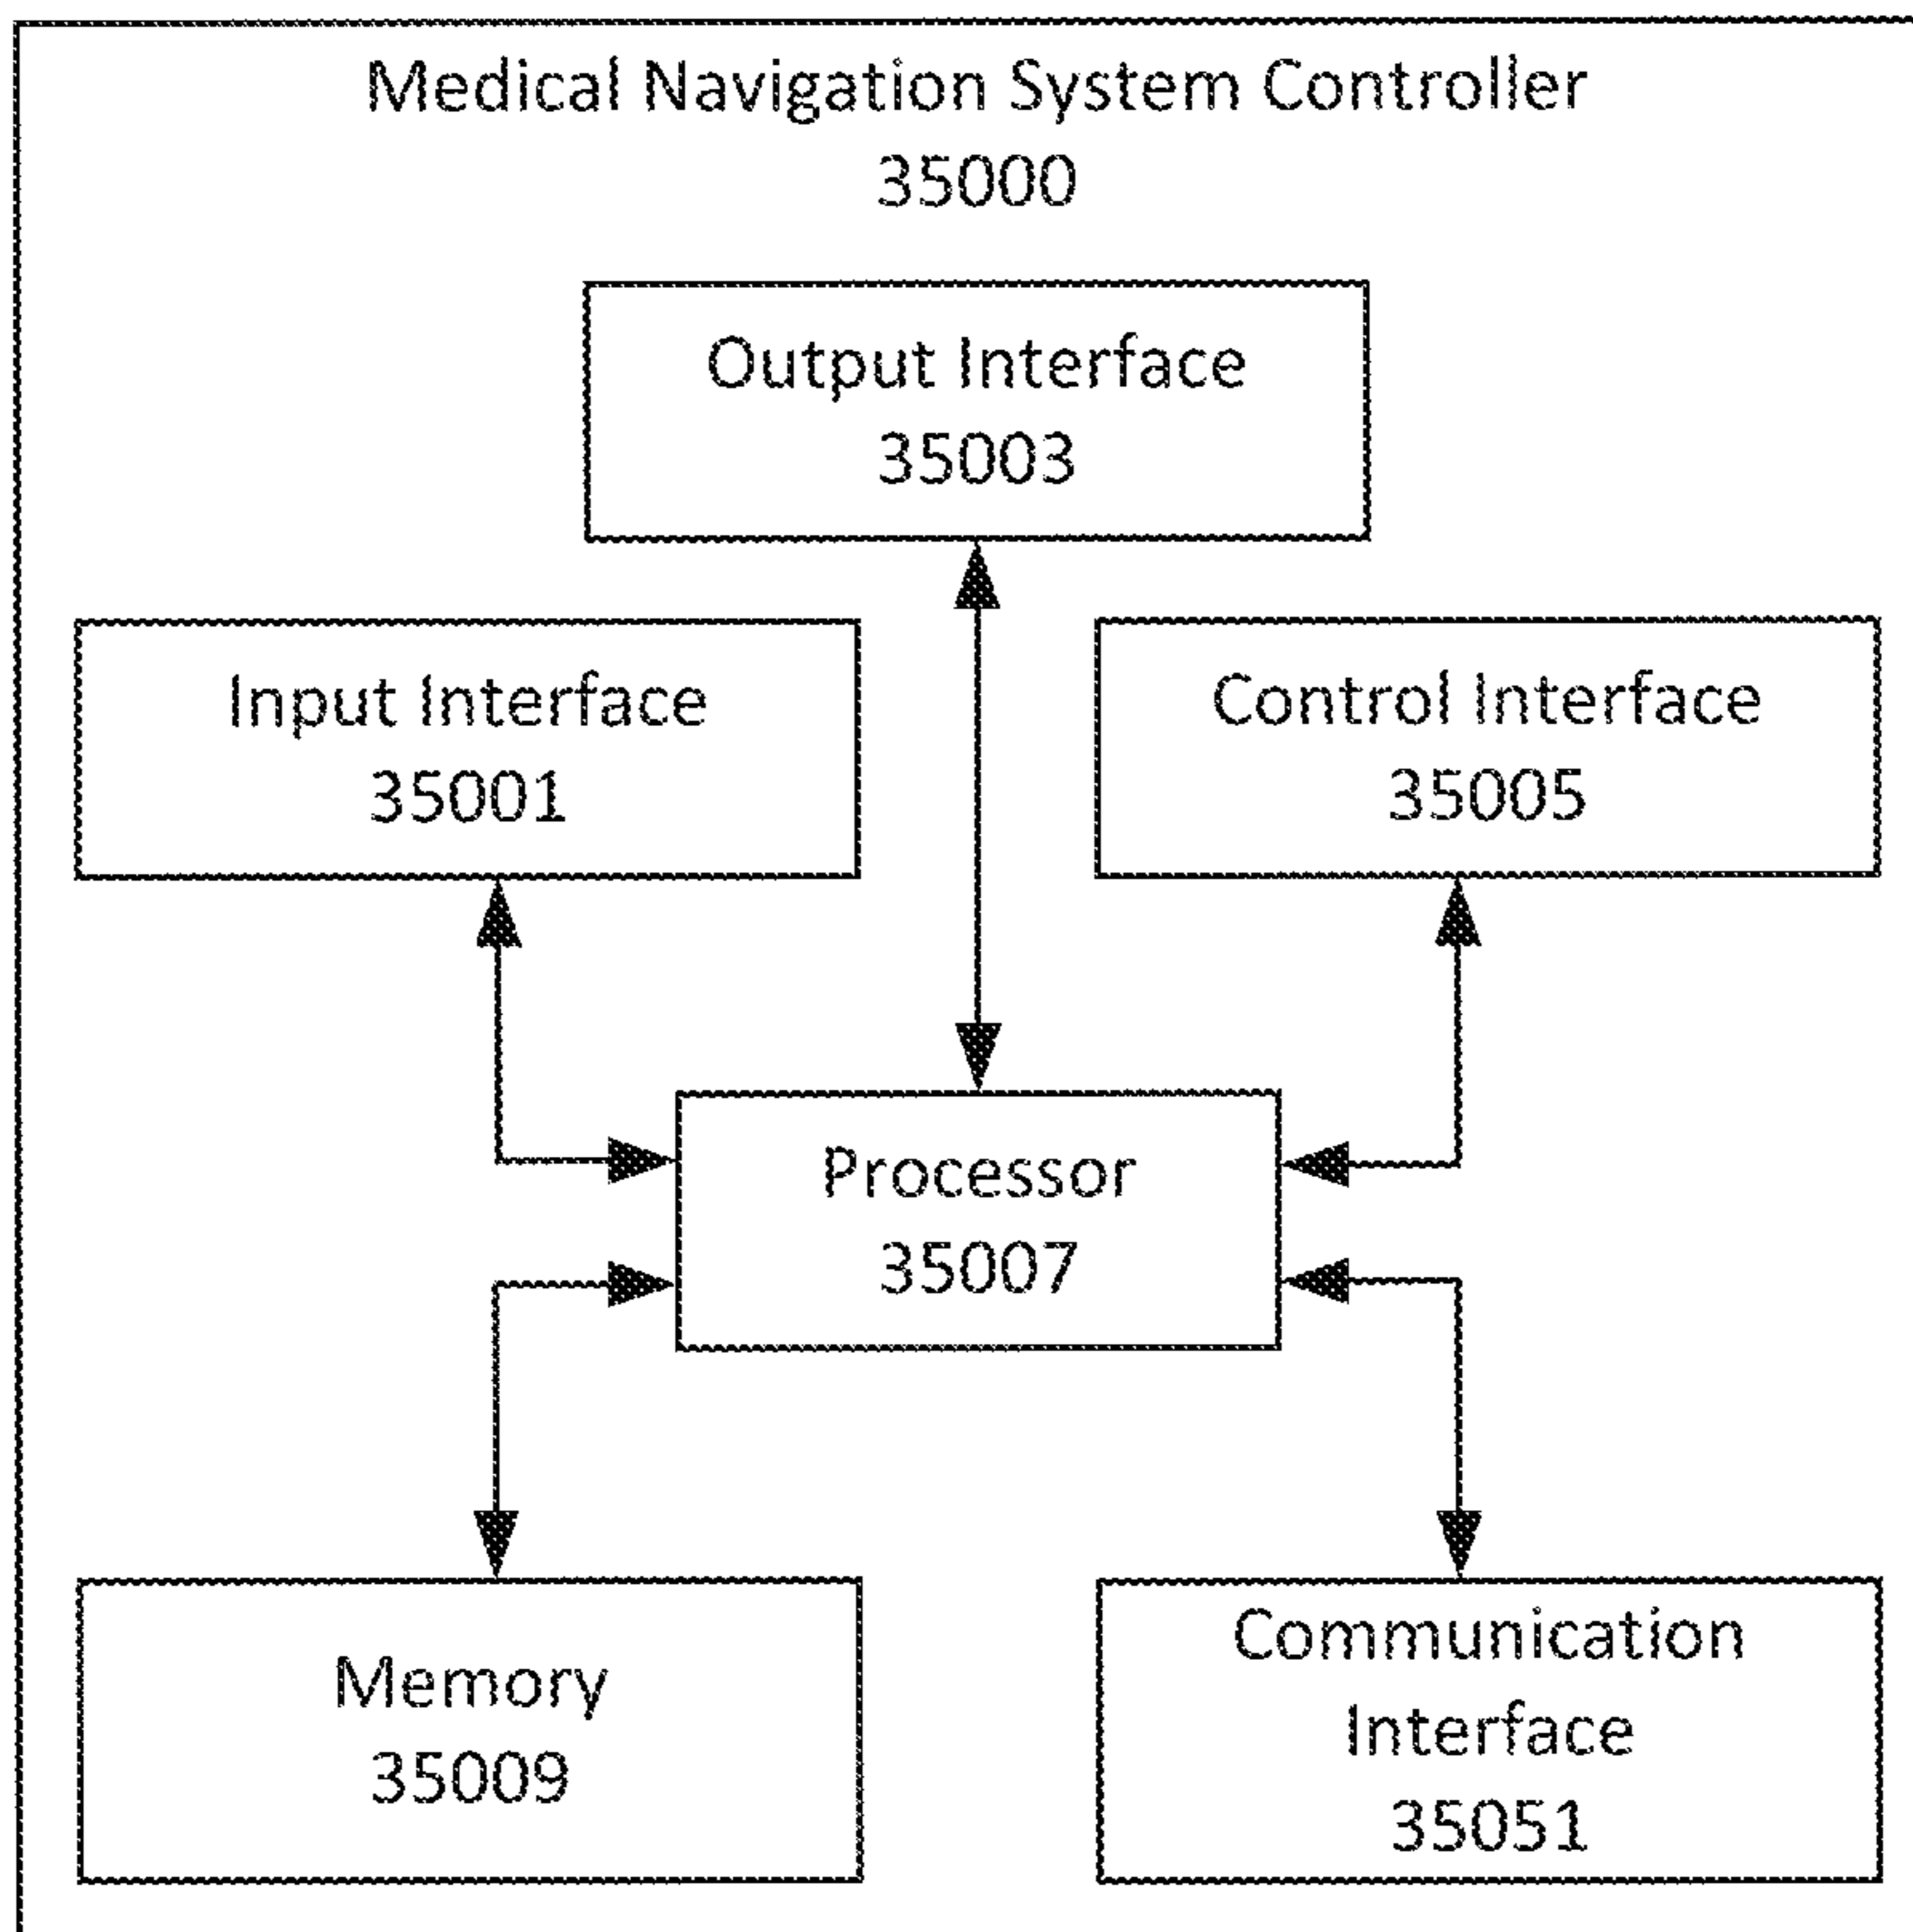 Medical Navigation System Controller
35000
Output Interface
35003
Input Interface
35001
Control Interface
35005
Processor
35007
Memory
35009
Communication
Interface
35051